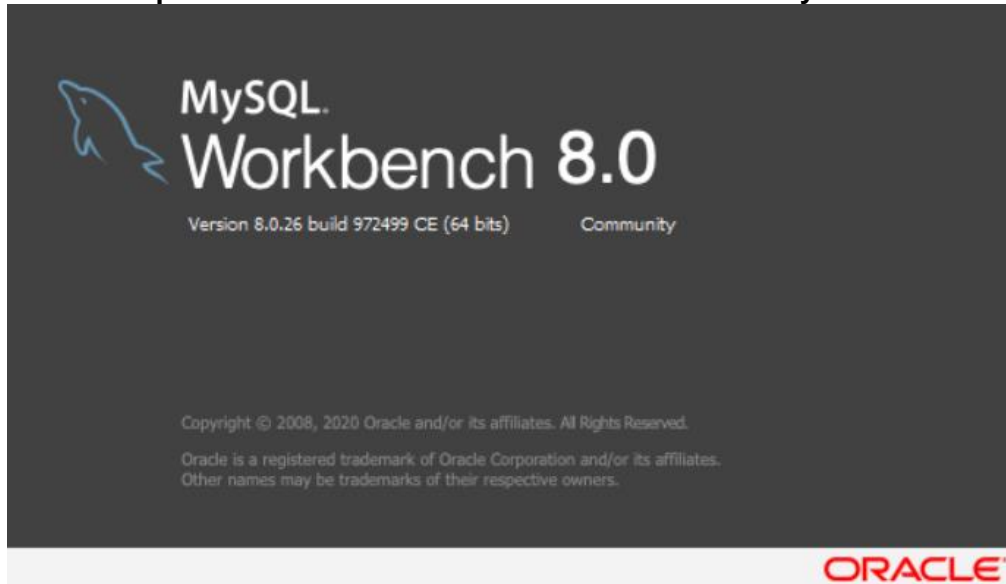 MySQL.
Workbench 8.0
Version 8.0.26 build 972499 CE (64 bits) Community
Copyright © 2008, 2020 Oracle and/or its affiliates. All Rights Reserved.
Oracle is a registered trademark of Oracle Corporation and/or its affiliates.
Other names may be trademarks of their respective owners.
ORACLE